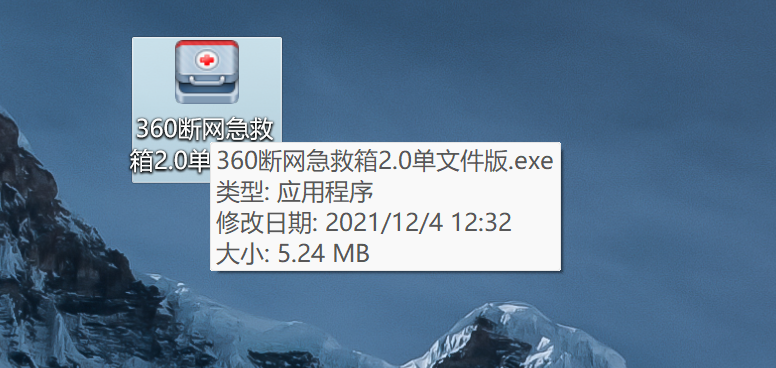 360断网急救
箱2.0单
360断网急救箱2.0单文件版.exe
类型: 应用程序
修改日期: 2021/12/4 12:32
大小: 5.24 MB